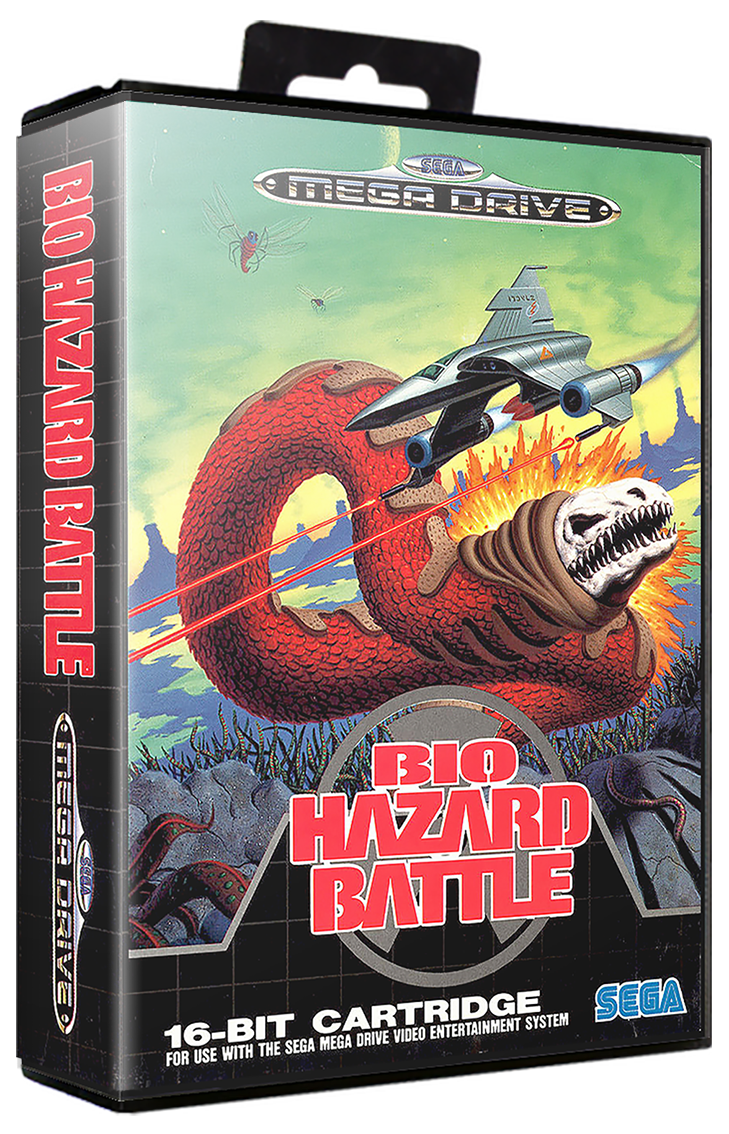 SEGA
MEGA DRIVE
BIO
HAZARD
BATTLE
16-BIT CARTRIDGE
FOR USE WITH THE SEGA MEGA DRIVE VIDEO ENTERTAINMENT SYSTEM
SEGA
BIO HAZARD BATTLE
SEGA
MEGA DRIVE